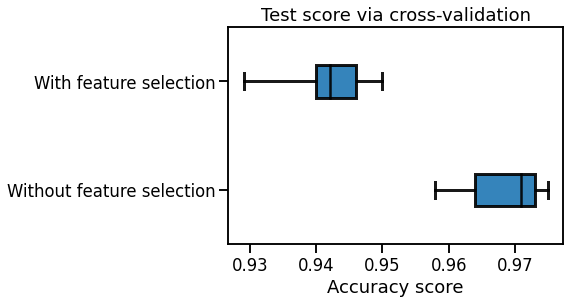 Test score via cross-validation
With feature selection
Without feature selection
0.93 0.94 0.95 0.96 0.97
Accuracy score